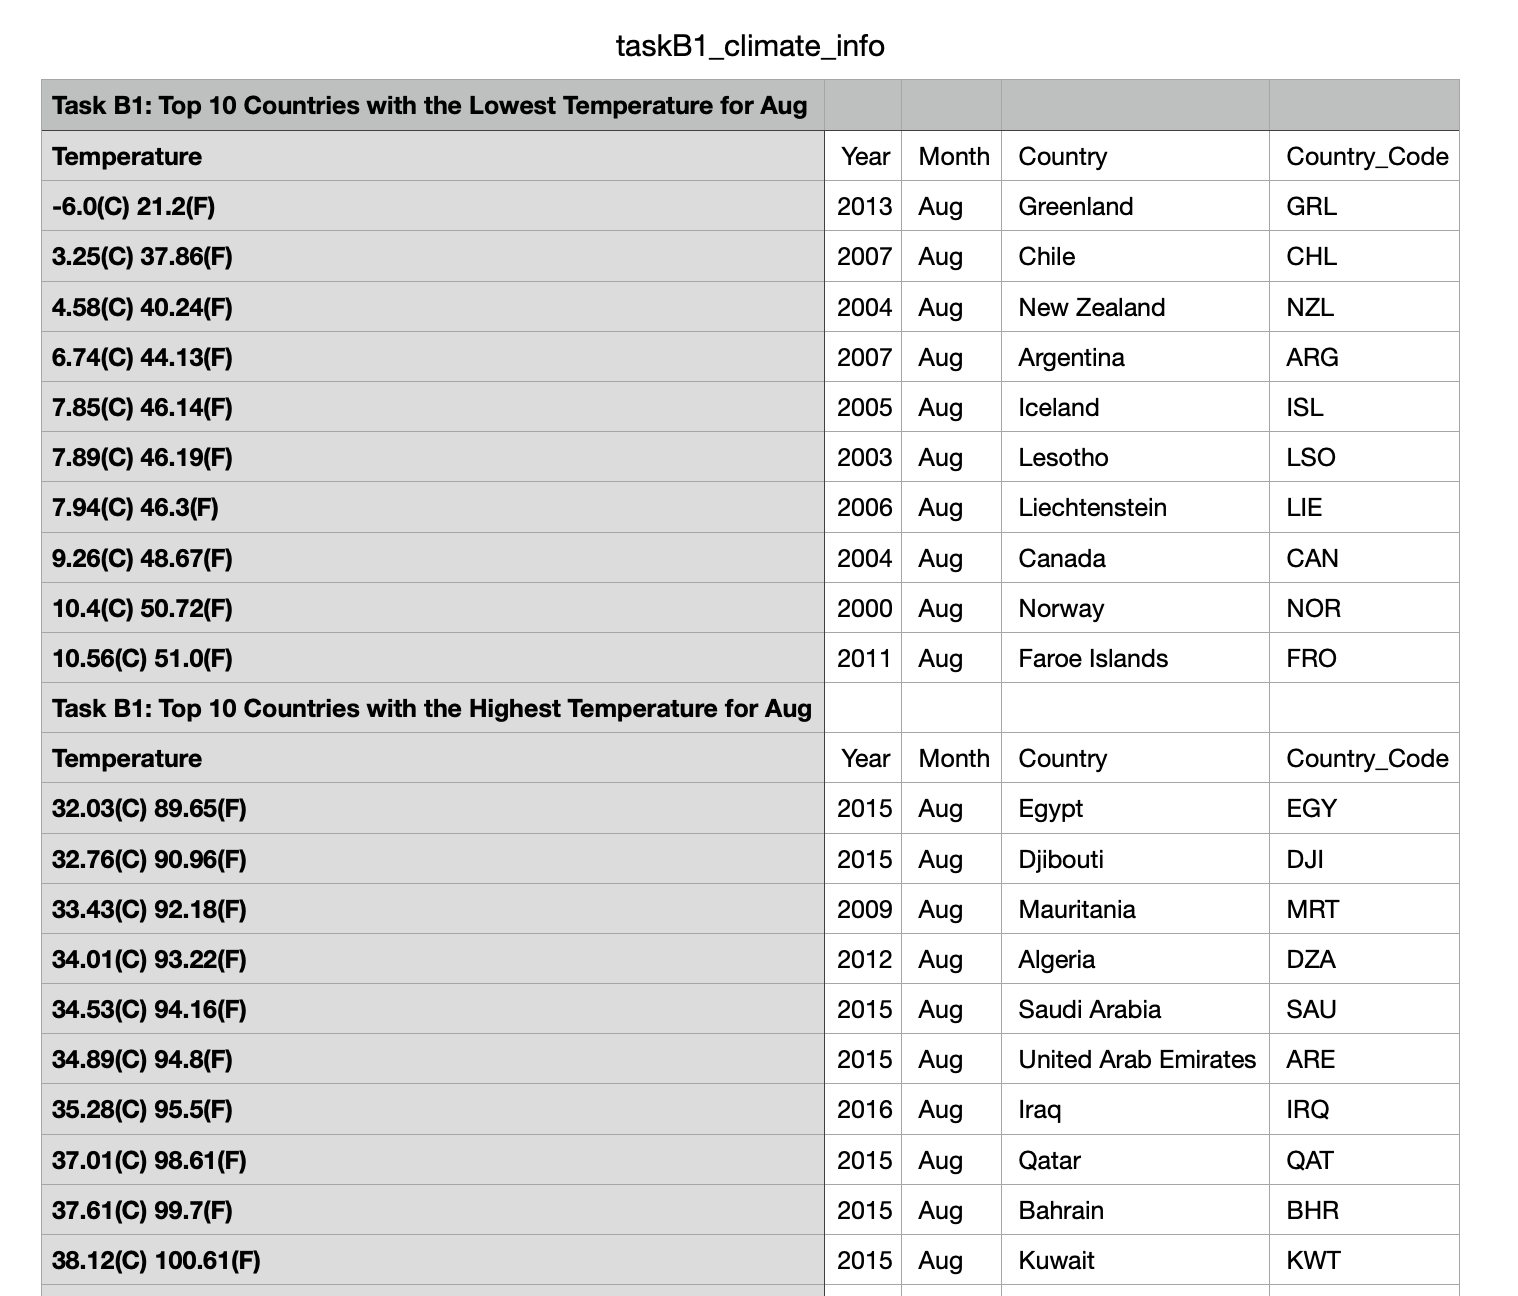 taskB1_climate_info
Task B1: Top 10 Countries with the Lowest Temperature for Aug
Temperature Year Month Country Country_Code
-6.0(C) 21.2(F) 2013 Aug Greenland GRL
3.25(C) 37.86(F) 2007 Aug Chile CHL
4.58(C) 40.24(F) 2004 Aug New Zealand NZL
6.74(C) 44.13(F) 2007 Aug Argentina ARG
7.85(C) 46.14(F) 2005 Aug Iceland ISL
7.89(C) 46.19(F) 2003 Aug Lesotho LSO
7.94(C) 46.3(F) 2006 Aug Liechtenstein LIE
9.26(C) 48.67(F) 2004 Aug Canada CAN
10.4(C) 50.72(F) 2000 Aug Norway NOR
10.56(C) 51.0(F) 2011 Aug Faroe Islands FRO
Task B1: Top 10 Countries with the Highest Temperature for Aug
Temperature Year Month Country Country_Code
32.03(C) 89.65(F) 2015 Aug Egypt EGY
32.76(C) 90.96(F) 2015 Aug Djibouti DJI
33.43(C) 92.18(F) 2009 Aug Mauritania MRT
34.01(C) 93.22(F) 2012 Aug Algeria DZA
34.53(C) 94.16(F) 2015 Aug Saudi Arabia SAU
34.89(C) 94.8(F) 2015 Aug United Arab Emirates ARE
35.28(C) 95.5(F) 2016 Aug Iraq IRQ
37.01(C) 98.61(F) 2015 Aug Qatar QAT
37.61(C) 99.7(F) 2015 Aug Bahrain BHR
38.12(C) 100.61(F) 2015 Aug Kuwait KWT